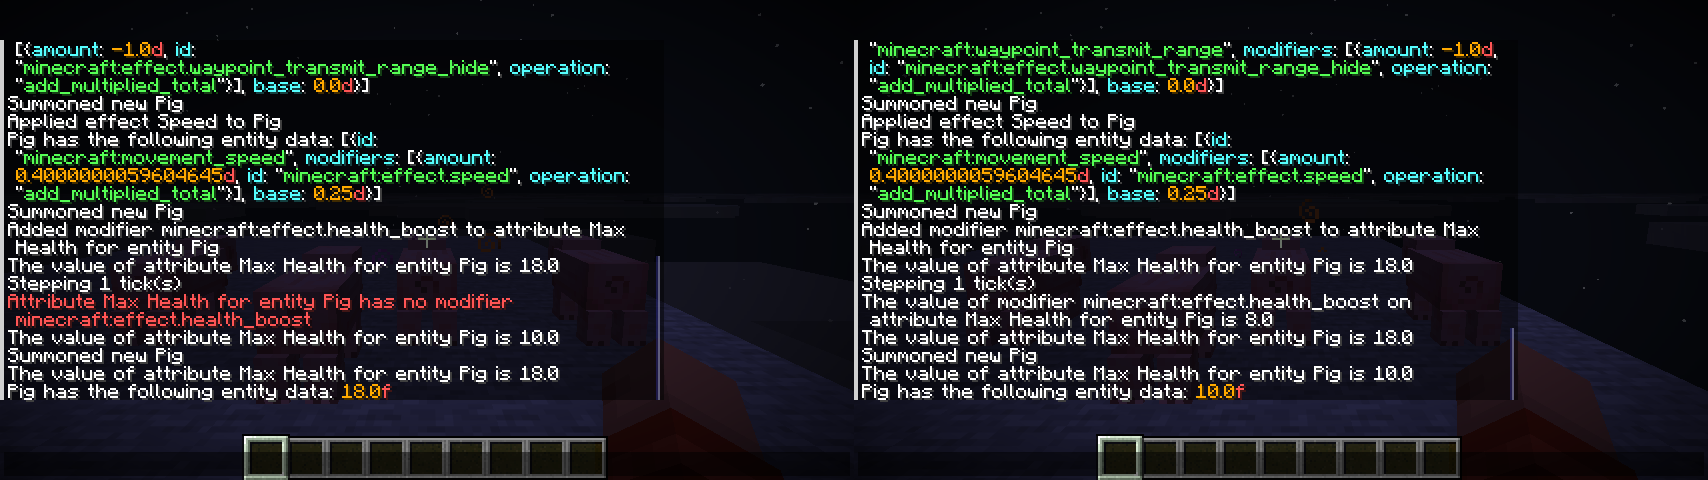 [{amount: -1.0d, id:
"minecraft:effect.waypoint_transmit_range_hide", operation:
"add_multiplied_total"}], base: 0.0d}]
Summoned new Pig
Applied effect Speed to Pig
Pig has the following entity data: [{id:
"minecraft:movement_speed", modifiers: [{amount:
0.4000000059604645d, id: "minecraft:effect.speed", operation:
"add_multiplied_total"}], base: 0.25d}]
Summoned new Pig
Added modifier minecraft:effect.health_boost to attribute Max
Health for entity Pig
The value of attribute Max Health for entity Pig is 18.0
Stepping 1 tick(s)
Attribute Max Health for entity Pig has no modifier
minecraft:effect.health_boost
The value of attribute Max Health for entity Pig is 10.0
Summoned new Pig
The value of attribute Max Health for entity Pig is 18.0
Pig has the following entity data: 18.0f
"minecraft:waypoint_transmit_range", modifiers: [{amount: -1.0d,
id: "minecraft:effect.waypoint_transmit_range_hide", operation:
"add_multiplied_total"}], base: 0.0d}]
Summoned new Pig
Applied effect Speed to Pig
Pig has the following entity data: [{id:
"minecraft:movement_speed", modifiers: [{amount:
0.4000000059604645d, id: "minecraft:effect.speed", operation:
"add_multiplied_total"}], base: 0.25d}]
Summoned new Pig
Added modifier minecraft:effect.health_boost to attribute Max
Health for entity Pig
The value of attribute Max Health for entity Pig is 18.0
Stepping 1 tick(s)
The value of modifier minecraft:effect.health_boost on
attribute Max Health for entity Pig is 8.0
The value of attribute Max Health for entity Pig is 18.0
Summoned new Pig
The value of attribute Max Health for entity Pig is 10.0
Pig has the following entity data: 10.0f